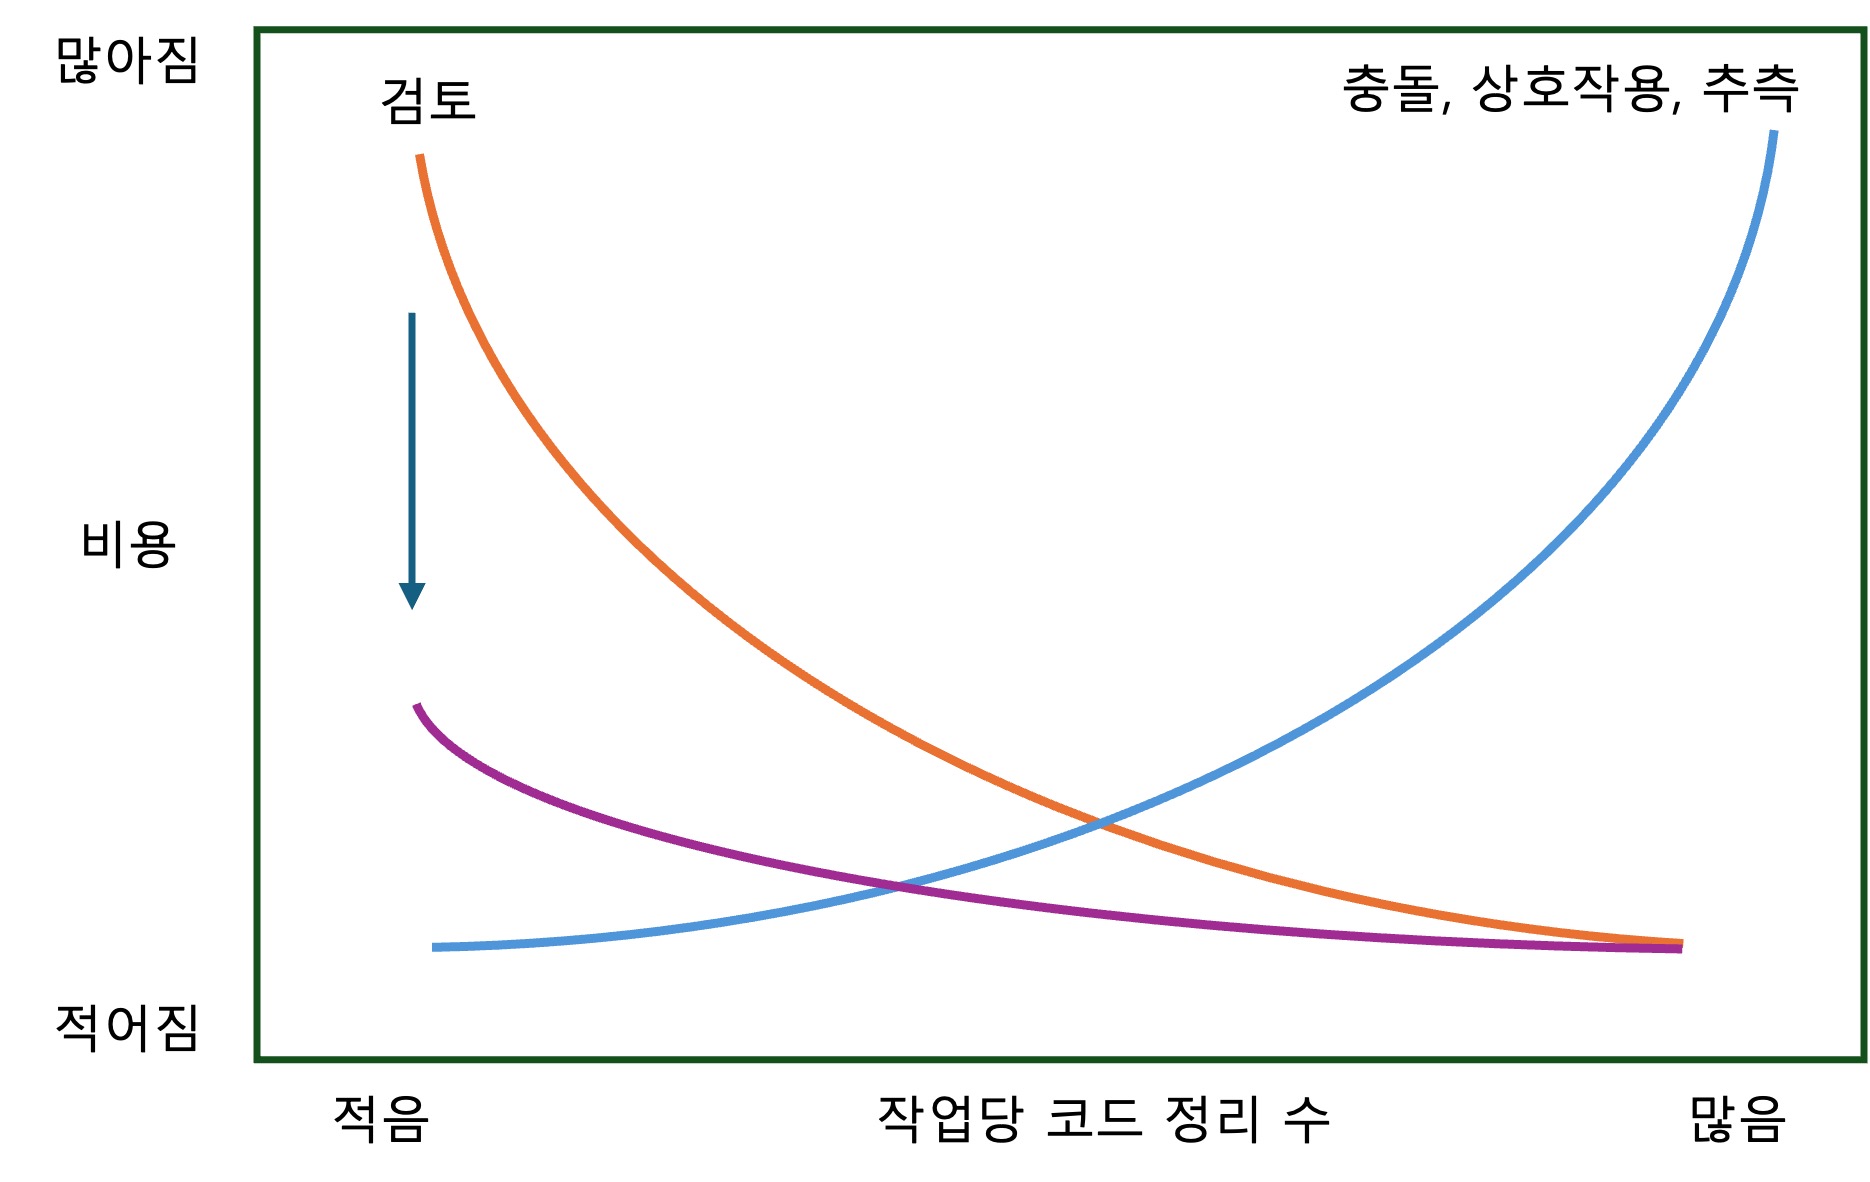 많아짐
검토
충돌, 상호작용, 추측
비용
적어짐
적음
작업당 코드 정리 수
많음